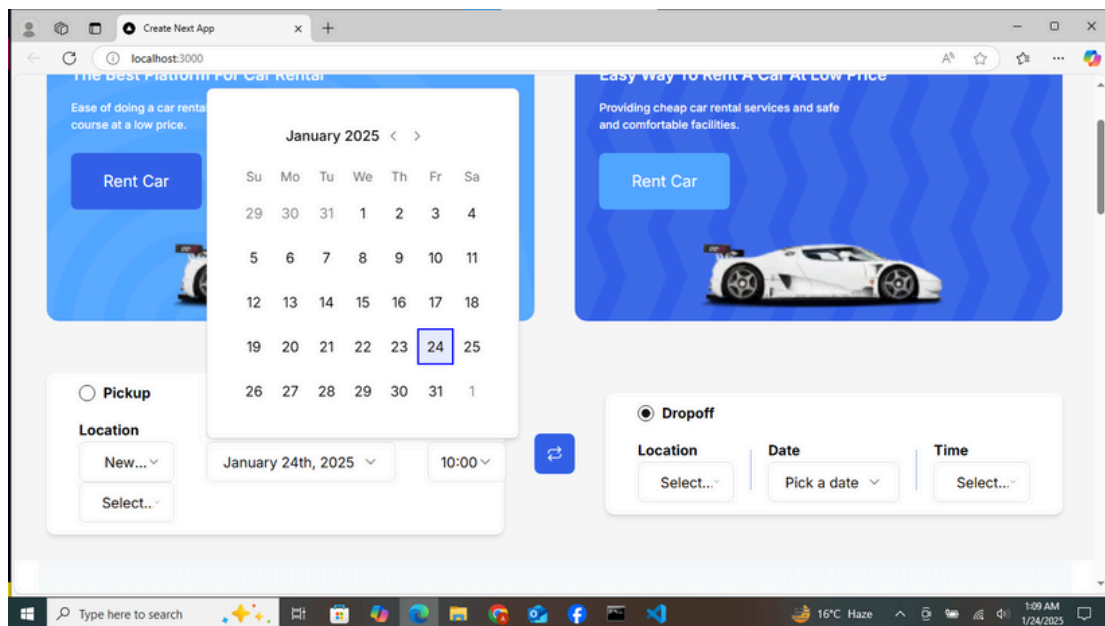 Create Next App
localhost:3000
The Best Platform For Car Rental
Ease of doing a car renta
course at a low price.
Rent Car
Easy Way To Rent A Car At Low Price
Providing cheap car rental services and safe
and comfortable facilities.
Rent Car
January 2025
Su Mo Tu We Th Fr Sa
29 30 31 1 2 3 4
5 6 7 8 9 10 11
12 13 14 15 16 17 18
19 20 21 22 23 24 25
26 27 28 29 30 31 1
Pickup
Location
New...
January 24th, 2025
10:00
Select...
Dropoff
Location Date Time
Select... Pick a date Select...
Type here to search
16°C Haze
1:09 AM
1/24/2025